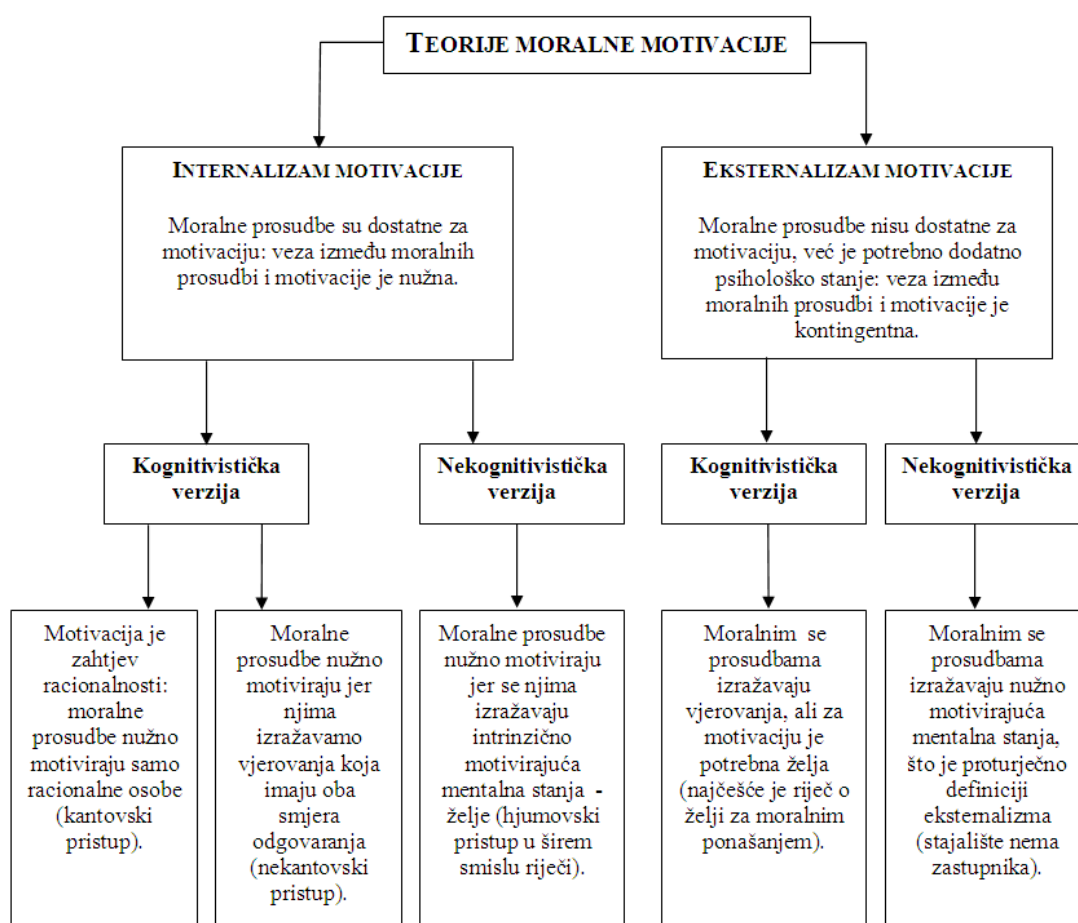 TEORIJE MORALNE MOTIVACIJE
INTERNALIZAM MOTIVACIJE
Moralne prosudbe su dostatne za
motivaciju: veza između moralnih
prosudbi i motivacije je nužna.
EKSTERNALIZAM MOTIVACIJE
Moralne prosudbe nisu dostatne za
motivaciju, već je potrebno dodatno
psihološko stanje: veza između
moralnih prosudbi i motivacije je
kontingentna.
Kognitivistička
verzija
Nekognitivistička
verzija
Kognitivistička
verzija
Nekognitivistička
verzija
Motivacija je
zahtjev
racionalnosti:
moralne
prosudbe nužno
motiviraju samo
racionalne osobe
(kantovski
pristup).
Moralne
prosudbe nužno
motiviraju jer
njima
izražavamo
vjerovanja koja
imaju oba
smjera
odgovaranja
(nekantovski
pristup).
Moralne prosudbe
nužno motiviraju
jer se njima
izražavaju
intrinzično
motivirajuća
mentalna stanja -
želje (hjumovski
pristup u širem
smislu riječi).
Moralnim se
prosudbama
izražavaju
vjerovanja, ali za
motivaciju je
potrebna želja
(najčešće je riječ o
želji za moralnim
ponašanjem).
Moralnim se
prosudbama
izražavaju nužno
motivirajuća
mentalna stanja,
što je proturječno
definiciji
eksternalizma
(stajalište nema
zastupnika).